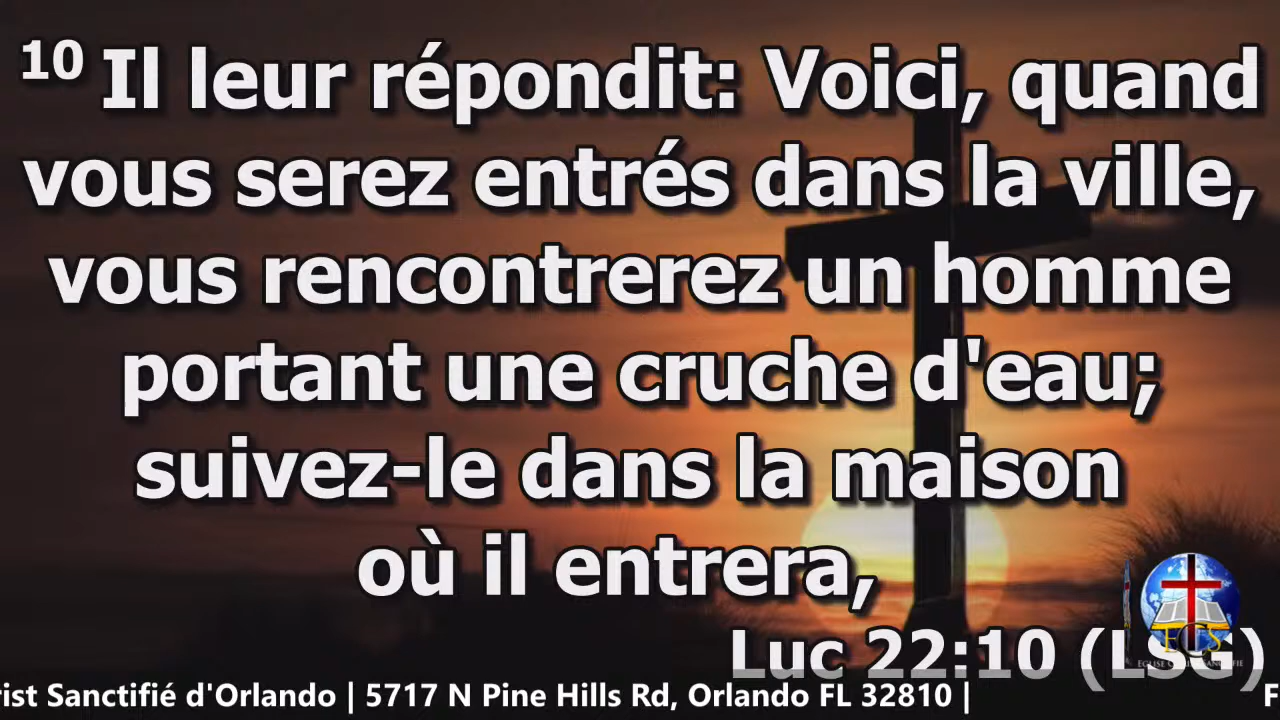 10 Il leur répondit: Voici, quand
vous serez entrés dans la ville,
vous rencontrerez un homme
portant une cruche d'eau;
suivez-le dans la maison
où il entrera,
Luc 22:10 (LSG)
rist Sanctifié d'Orlando | 5717 N Pine Hills Rd, Orlando FL 32810 | F